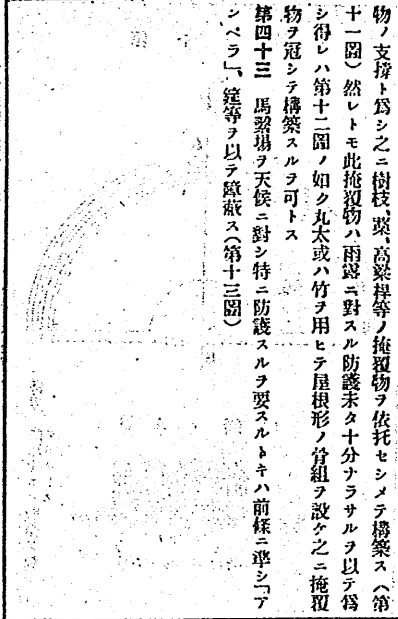 物ノ支撐ト爲シ之ニ樹枝、藁、高粱稈等ノ掩覆物ヲ依托セシメテ構築ス(第
十一圖)然レトモ此掩覆物ハ雨露ニ對スル防護未タ十分ナラサルヲ以テ爲
シ得レハ第十二圖ノ如ク丸太或ハ竹ヲ用ヒテ屋根形ノ骨組ヲ設ケ之ニ掩覆
物ヲ冠シテ構築スルヲ可トス
第四十三 馬繋場ヲ天候ニ對シ特ニ防護スルヲ要スルトキハ前條ニ準シ「ア
ンペラ」、筵等ヲ以テ障蔽ス(第十三圖)